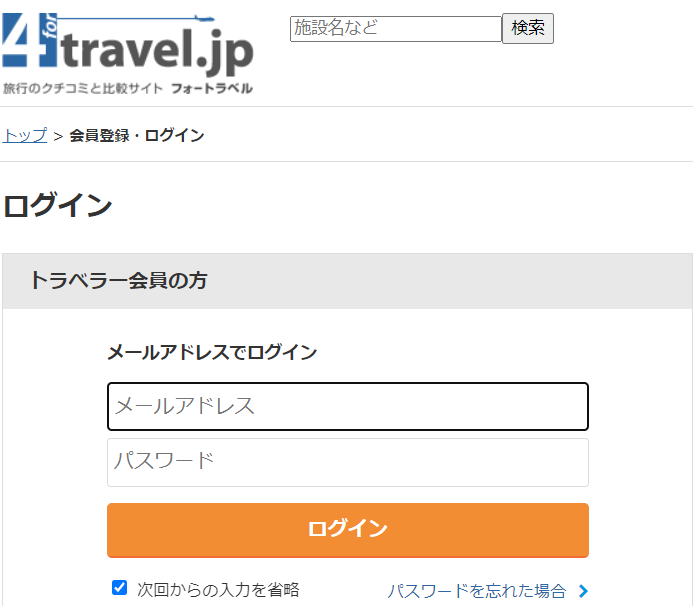 4 for travel.jp
施設名など 検索
旅行のクチコミと比較サイト フォートラベル
トップ > 会員登録・ログイン
ログイン
トラベラー会員の方
メールアドレスでログイン
メールアドレス
パスワード
ログイン
次回からの入力を省略 パスワードを忘れた場合